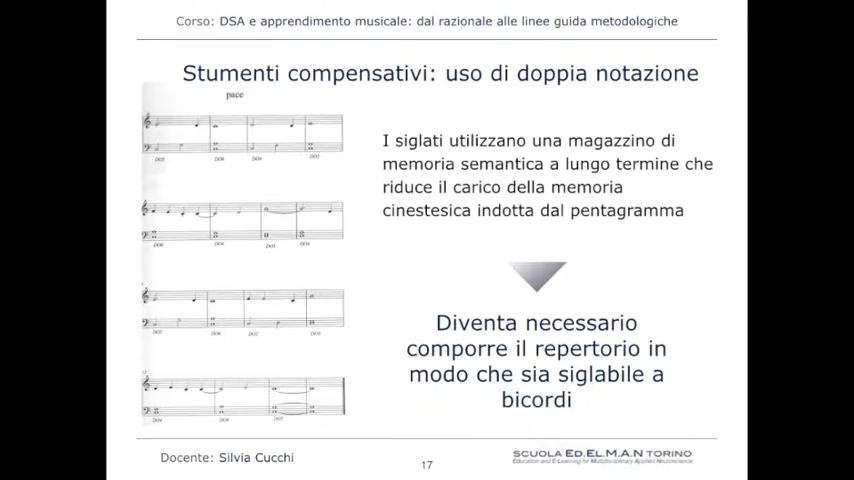 Corso: DSA e apprendimento musicale: dal razionale alle linee guida metodologiche
Stumenti compensativi: uso di doppia notazione
pace
I siglati utilizzano una magazzino di
memoria semantica a lungo termine che
riduce il carico della memoria
cinestesica indotta dal pentagramma
Diventa necessario
comporre il repertorio in
modo che sia siglabile a
bicordi
Docente: Silvia Cucchi
17
SCUOLA ED.EL.M.A.N TORINO
Education and E-Learning for Multidisciplinary Applied Neuroscience